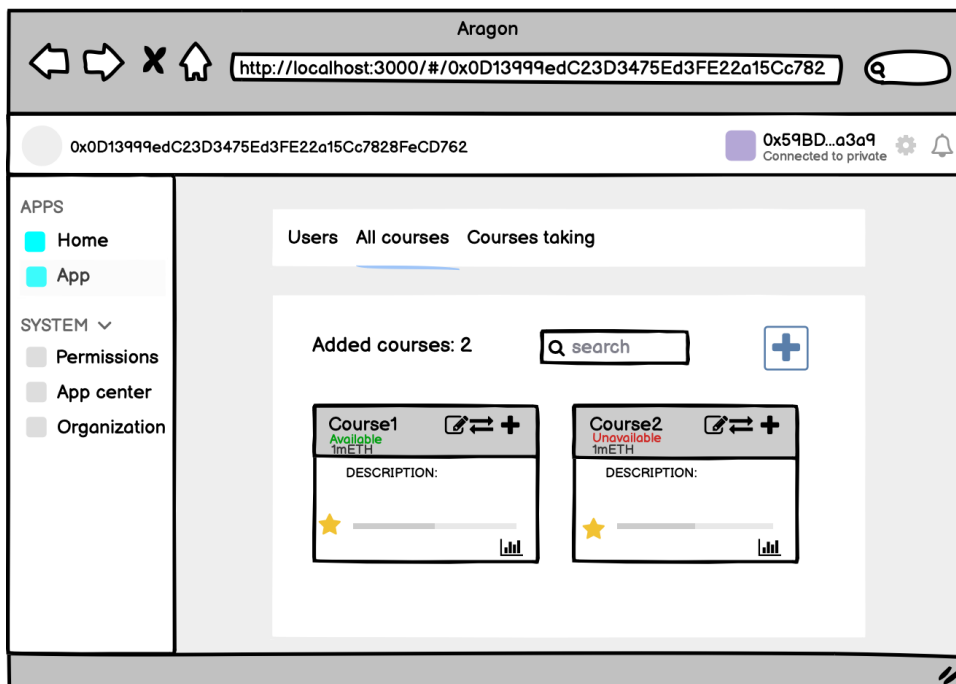 Aragon
http://localhost:3000/#/0x0D13999edC23D3475Ed3FE22a15Cc782
0x0D13999edC23D3475Ed3FE22a15Cc7828FeCD762
0x59BD...a3a9
Connected to private
APPS
Home
App
SYSTEM
Permissions
App center
Organization
Users All courses Courses taking
Added courses: 2
search
Course1
Available
1mETH
DESCRIPTION:
Course2
Unavailable
1mETH
DESCRIPTION: